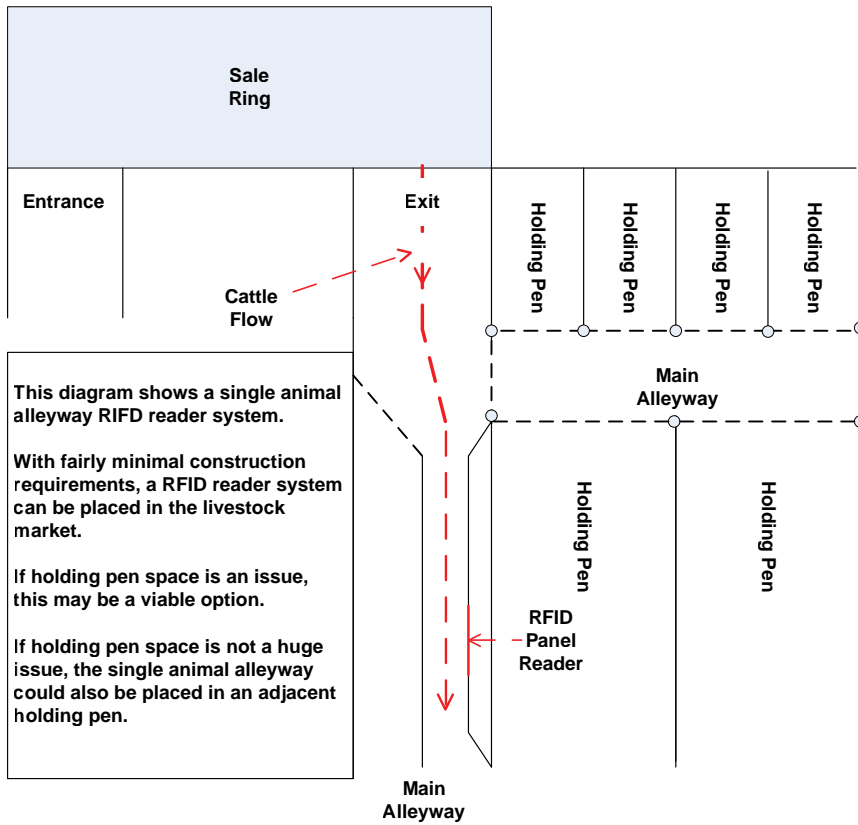 Sale
Ring
Entrance
Exit
Holding Pen
Holding Pen
Holding Pen
Holding Pen
Cattle
Flow
Main
Alleyway
This diagram shows a single animal
alleyway RIFD reader system.
With fairly minimal construction
requirements, a RFID reader system
can be placed in the livestock
market.
If holding pen space is an issue,
this may be a viable option.
If holding pen space is not a huge
issue, the single animal alleyway
could also be placed in an adjacent
holding pen.
Holding Pen
Holding Pen
RFID
Panel
Reader
Main
Alleyway